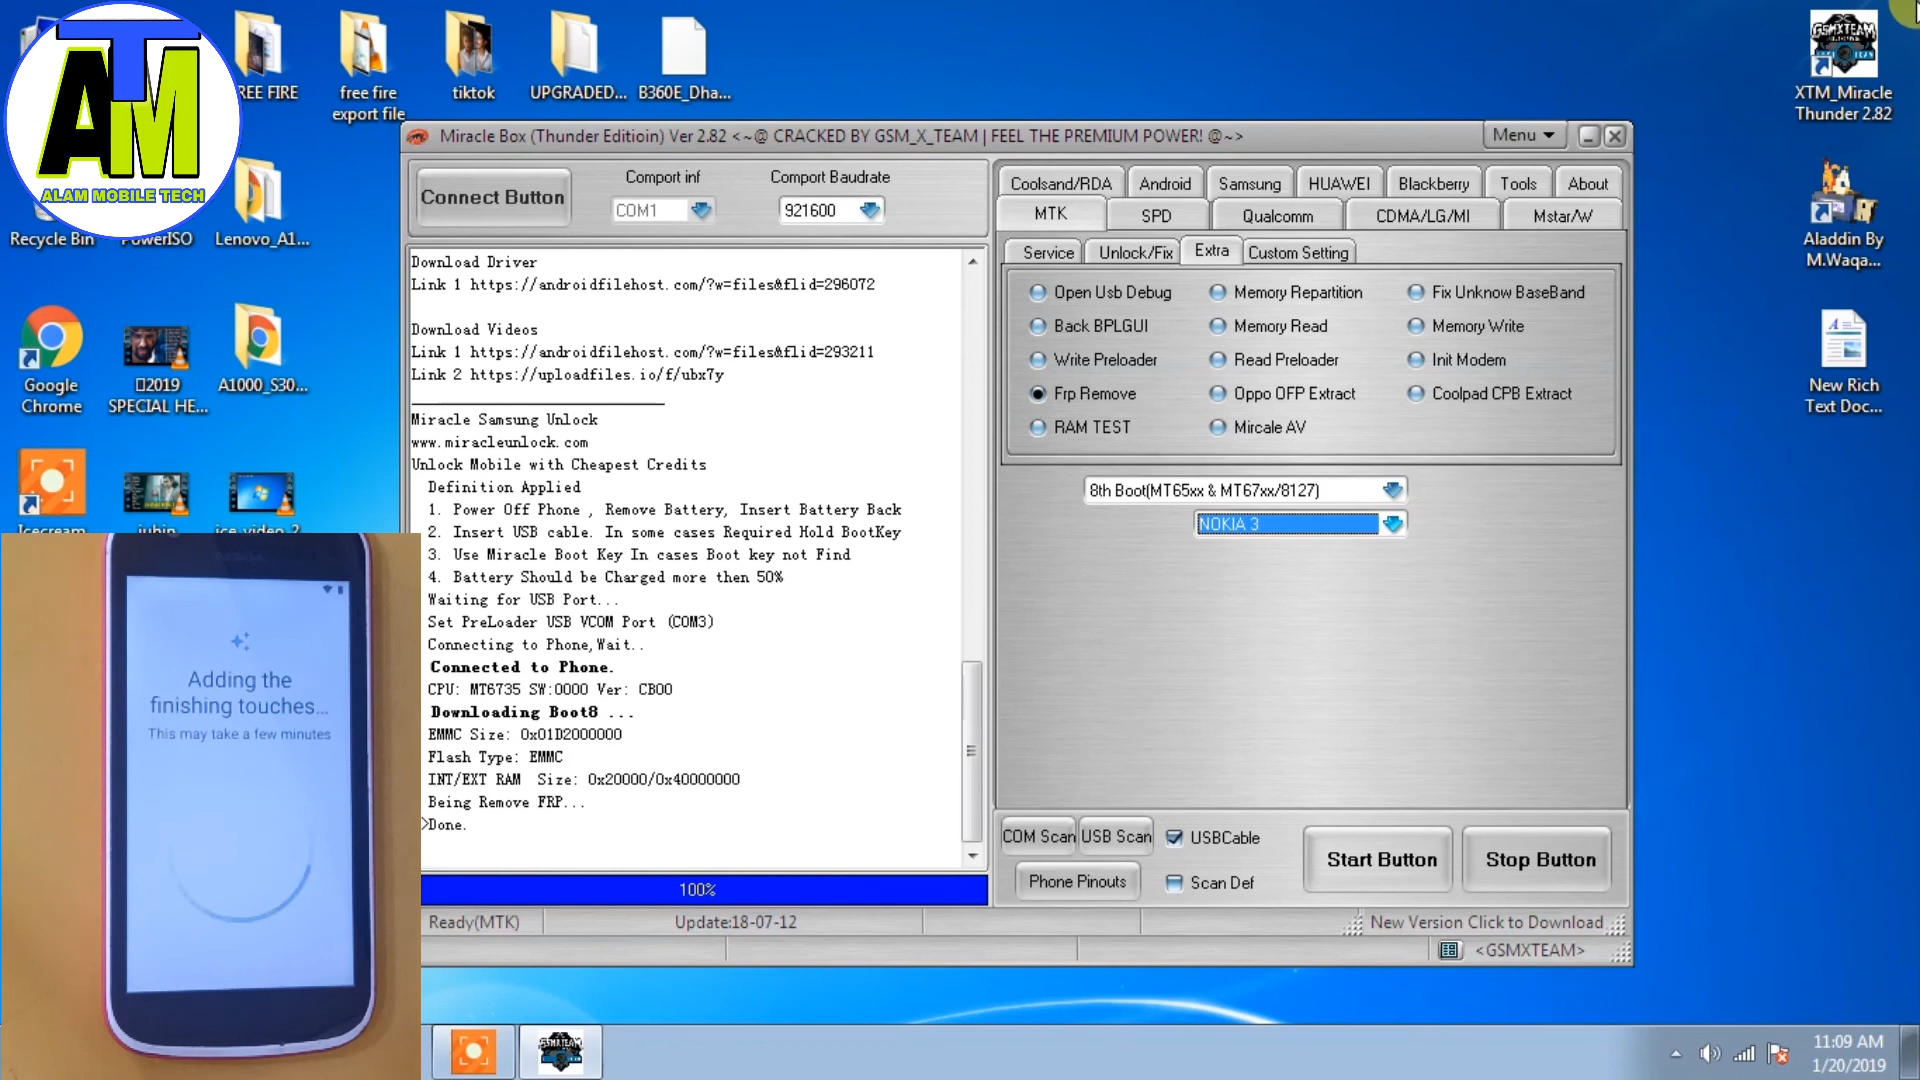 ATM
ALAM MOBILE TECH
REE FIRE
free fire
export file
tiktok
UPGRADED...
B360E_Dha...
XTM_Miracle
Thunder 2.82
Recycle Bin
PowerISO
Lenovo_A1...
Aladdin By
M.Waqa...
Google
Chrome
2019
SPECIAL HE...
A1000_S30...
New Rich
Text Doc...
Miracle Box (Thunder Editioin) Ver 2.82 <~@ CRACKED BY GSM_X_TEAM | FEEL THE PREMIUM POWER! @~>
Menu
Connect Button
Comport inf
COM1
Comport Baudrate
921600
Coolsand/RDA
Android
Samsung
HUAWEI
Blackberry
Tools
About
MTK
SPD
Qualcomm
CDMA/LG/MI
Mstar/W
Service
Unlock/Fix
Extra
Custom Setting
Open Usb Debug
Memory Repartition
Fix Unknow BaseBand
Back BPLGUI
Memory Read
Memory Write
Write Preloader
Read Preloader
Init Modem
Frp Remove
Oppo OFP Extract
Coolpad CPB Extract
RAM TEST
Mircale AV
8th Boot(MT65xx & MT67xx/8127)
NOKIA 3
Download Driver
Link 1 https://androidfilehost.com/?w=files&flid=296072
Download Videos
Link 1 https://androidfilehost.com/?w=files&flid=293211
Link 2 https://uploadfiles.io/f/ubx7y
Miracle Samsung Unlock
www.miracleunlock.com
Unlock Mobile with Cheapest Credits
Definition Applied
1. Power Off Phone , Remove Battery, Insert Battery Back
2. Insert USB cable. In some cases Required Hold BootKey
3. Use Miracle Boot Key In cases Boot key not Find
4. Battery Should be Charged more then 50%
Waiting for USB Port...
Set PreLoader USB VCOM Port (COM3)
Connecting to Phone,Wait..
Connected to Phone.
CPU: MT6735 SW:0000 Ver: CB00
Downloading Boot8 ...
EMMC Size: 0x01D2000000
Flash Type: EMMC
INT/EXT RAM Size: 0x20000/0x40000000
Being Remove FRP...
>Done.
100%
COM Scan
USB Scan
USBCable
Phone Pinouts
Scan Def
Start Button
Stop Button
Ready(MTK)
Update:18-07-12
New Version Click to Download
<GSMXTEAM>
Adding the
finishing touches...
This may take a few minutes
11:09 AM
1/20/2019